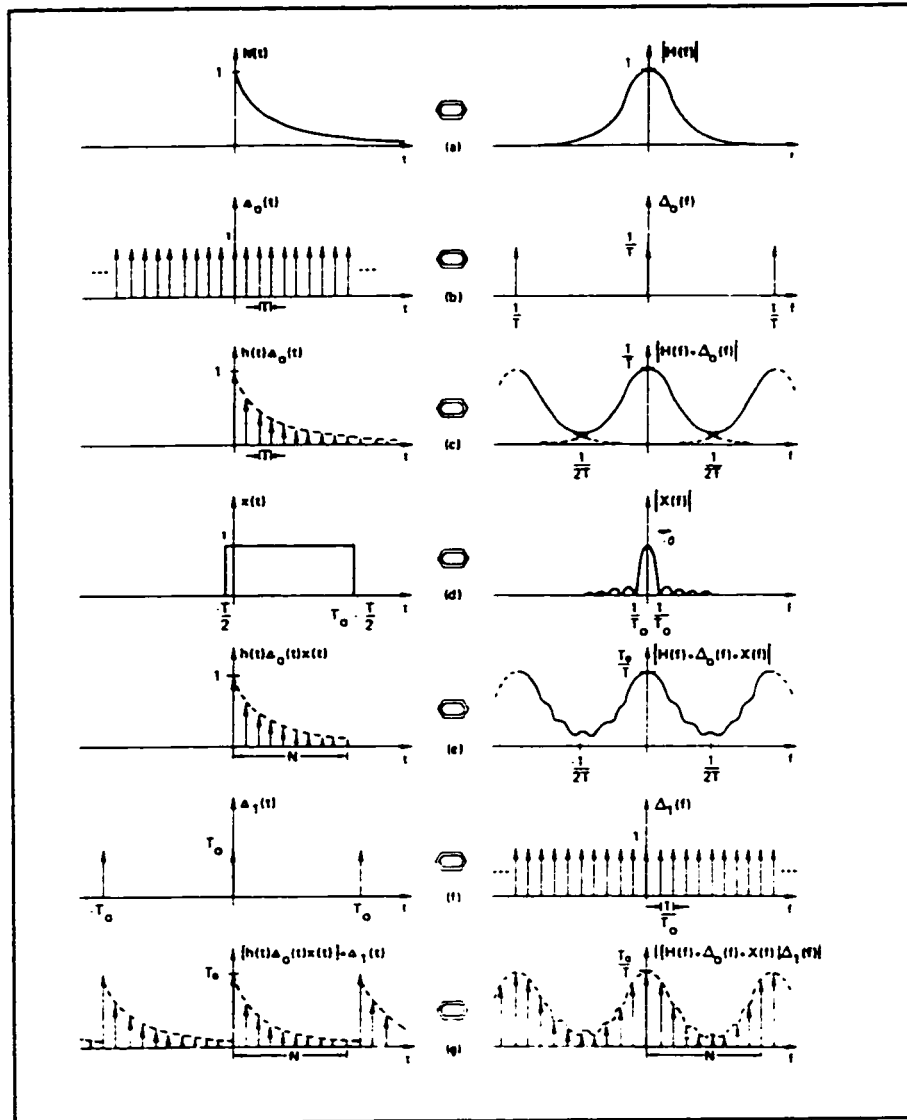 h(t)
1
t
(a)
|H(f)|
1
f
Δ₀(t)
1
T
t
(b)
Δ₀(f)
1/T
1/T
1/T
f
h(t)Δ₀(t)
1
T
t
(c)
1/T
|H(f)*Δ₀(f)|
-1/2T
1/2T
f
x(t)
1
-T/2
T₀-T/2
t
(d)
|X(f)|
1/T₀
1/T₀
f
h(t)Δ₀(t)x(t)
1
N
t
(e)
T₀/T
|H(f)*Δ₀(f)*X(f)|
-1/2T
1/2T
f
Δ₁(t)
T₀
-T₀
T₀
t
(f)
Δ₁(f)
1
1/T₀
f
[h(t)Δ₀(t)x(t)]*Δ₁(t)
T₀
N
t
(g)
T₀/T
|[H(f)*Δ₀(f)*X(f)]Δ₁(f)|
N
f